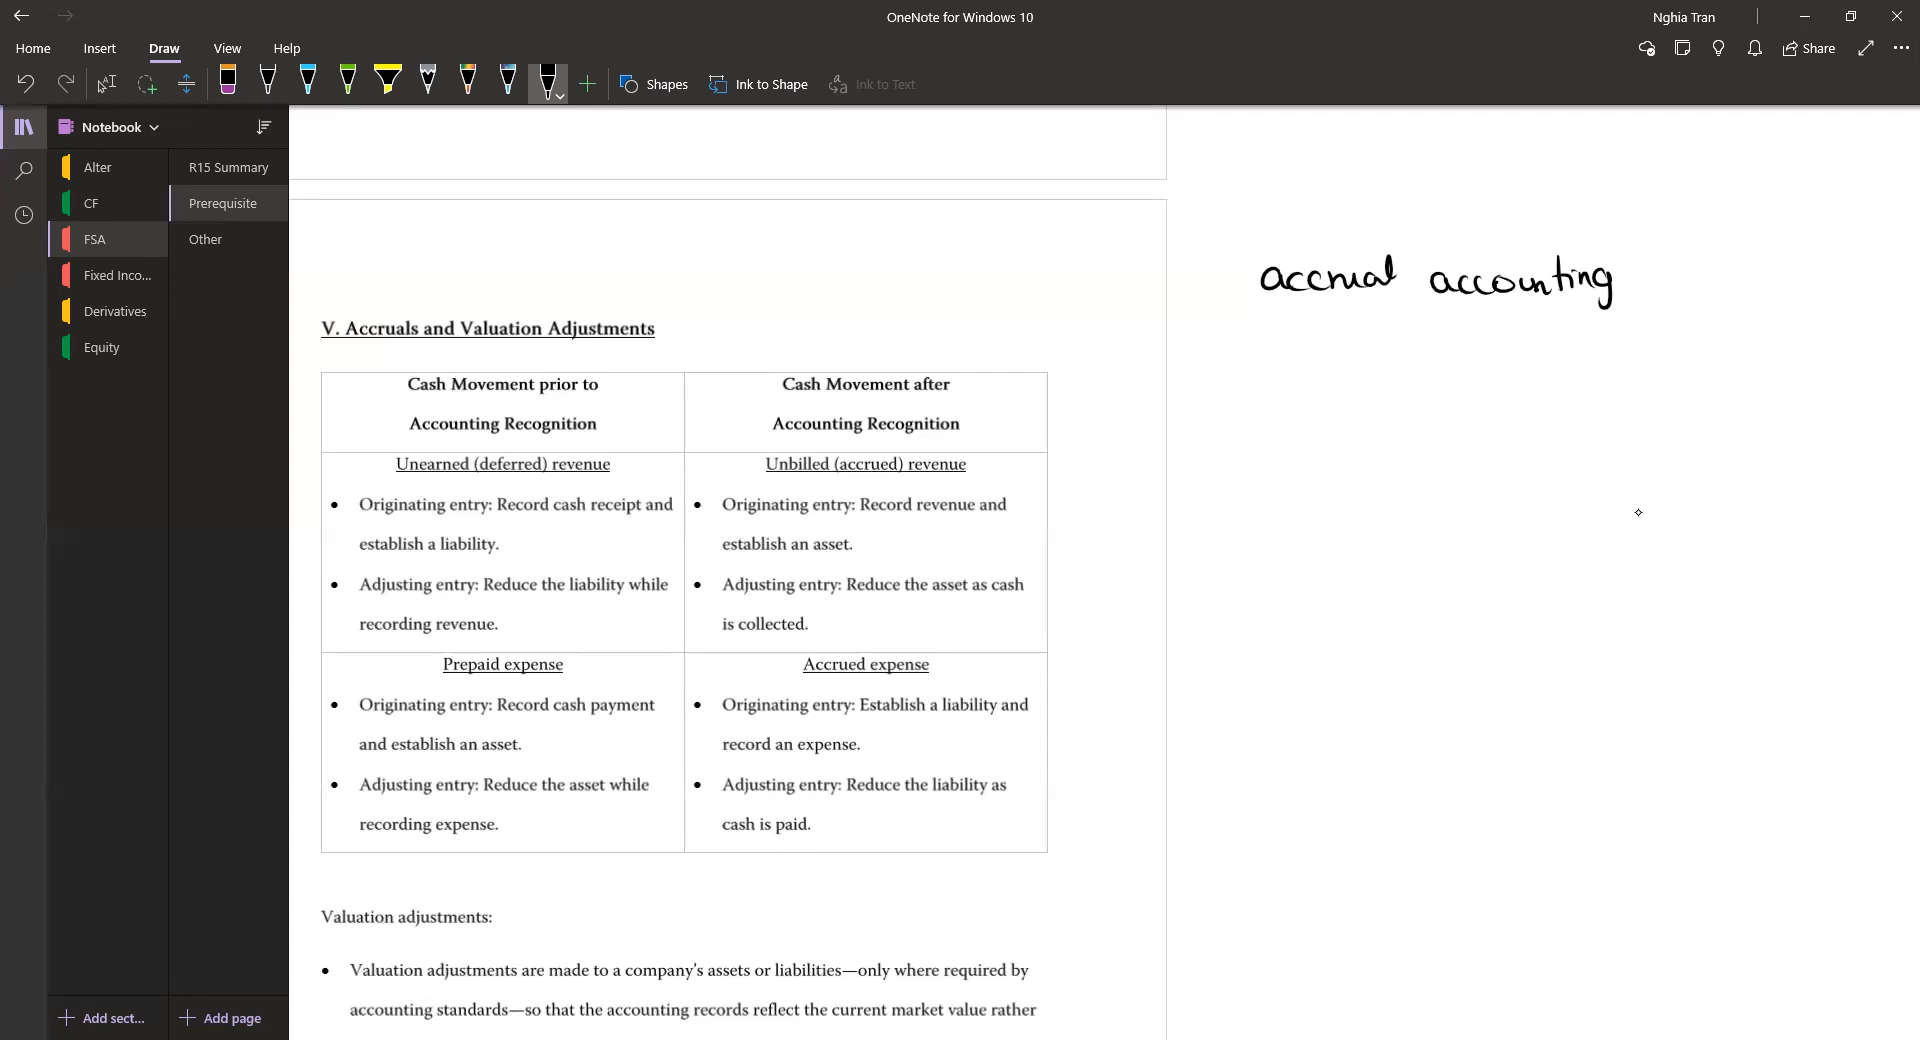 OneNote for Windows 10
Nghia Tran
Home Insert Draw View Help
Share
Shapes Ink to Shape Ink to Text
Notebook
Alter
CF
FSA
Fixed Inco...
Derivatives
Equity
R15 Summary
Prerequisite
Other
accrual accounting
V. Accruals and Valuation Adjustments
Cash Movement prior to
Accounting Recognition
Cash Movement after
Accounting Recognition
Unearned (deferred) revenue
• Originating entry: Record cash receipt and
establish a liability.
• Adjusting entry: Reduce the liability while
recording revenue.
Unbilled (accrued) revenue
• Originating entry: Record revenue and
establish an asset.
• Adjusting entry: Reduce the asset as cash
is collected.
Prepaid expense
• Originating entry: Record cash payment
and establish an asset.
• Adjusting entry: Reduce the asset while
recording expense.
Accrued expense
• Originating entry: Establish a liability and
record an expense.
• Adjusting entry: Reduce the liability as
cash is paid.
Valuation adjustments:
• Valuation adjustments are made to a company's assets or liabilities—only where required by
accounting standards—so that the accounting records reflect the current market value rather
Add sect...
Add page